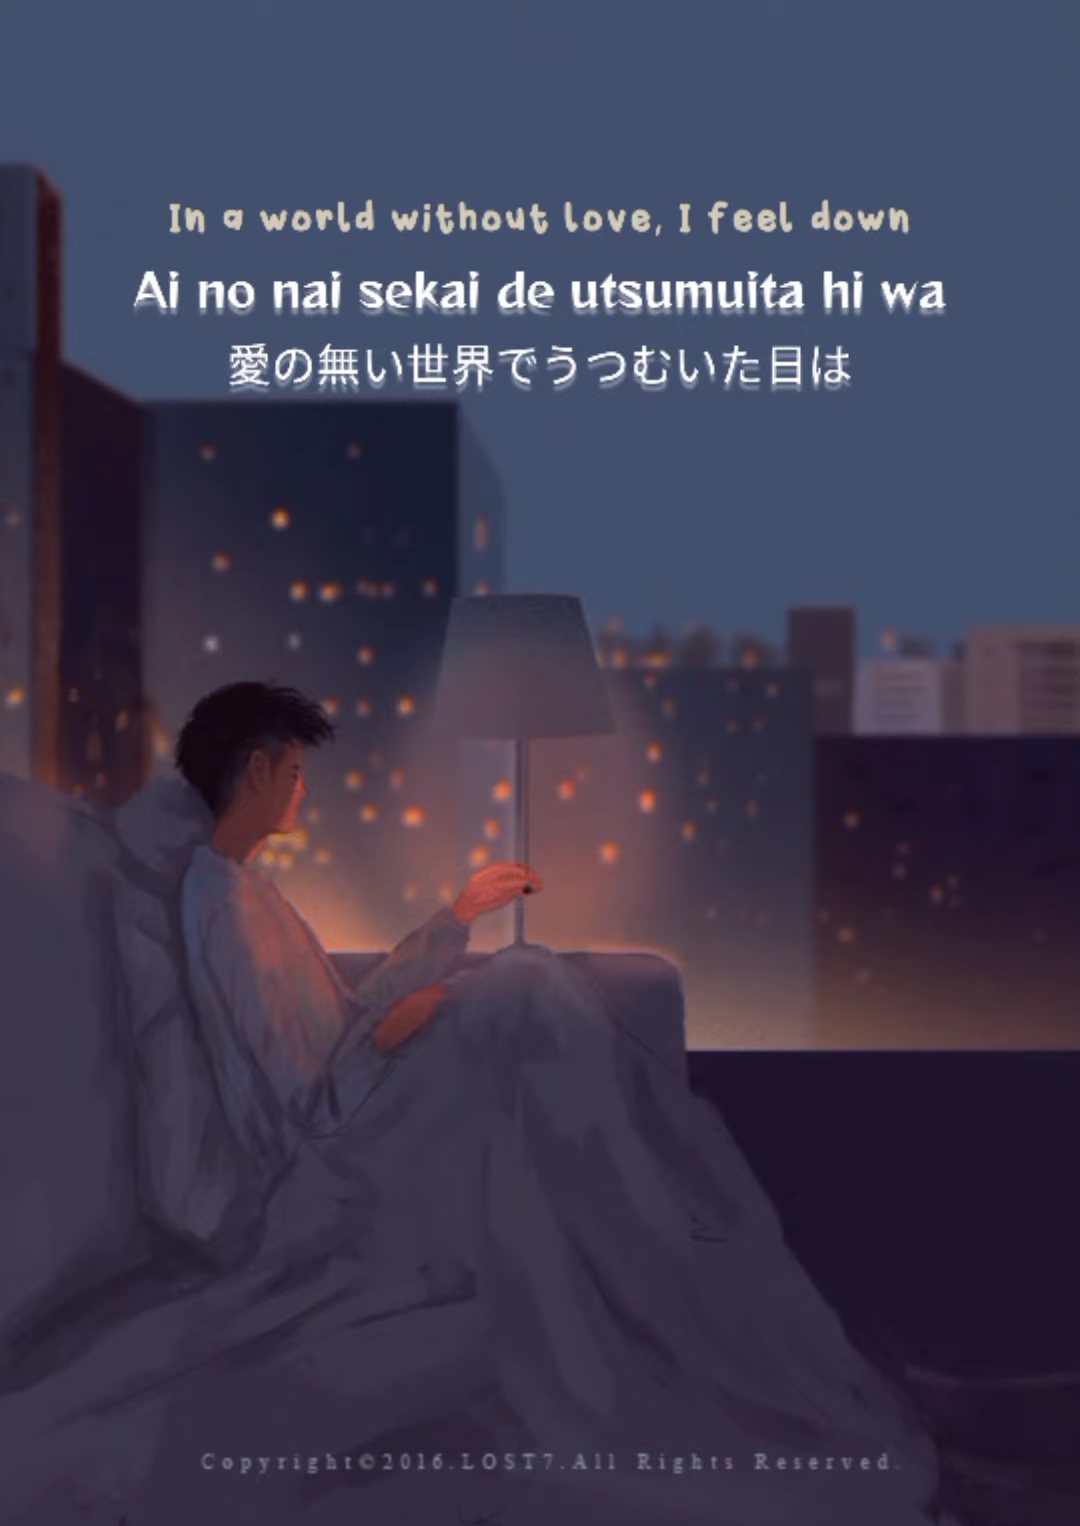 In a world without love, I feel down
Ai no nai sekai de utsumuita hi wa
愛の無い世界でうつむいた目は
Copyright©2016.LOST7.All Rights Reserved.